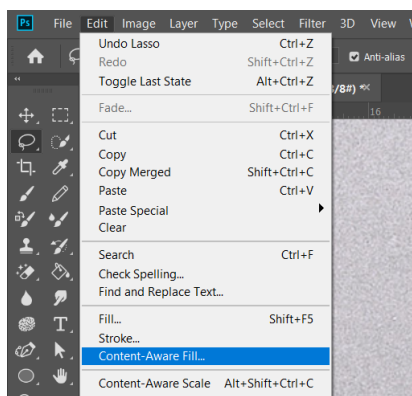 Ps File Edit Image Layer Type Select Filter 3D View
Anti-alias
Undo Lasso Ctrl+Z
Redo Shift+Ctrl+Z
Toggle Last State Alt+Ctrl+Z
/8#) ×
Fade... Shift+Ctrl+F
16
Cut Ctrl+X
Copy Ctrl+C
Copy Merged Shift+Ctrl+C
Paste Ctrl+V
Paste Special
Clear
Search Ctrl+F
Check Spelling...
Find and Replace Text...
Fill... Shift+F5
Stroke...
Content-Aware Fill...
Content-Aware Scale Alt+Shift+Ctrl+C